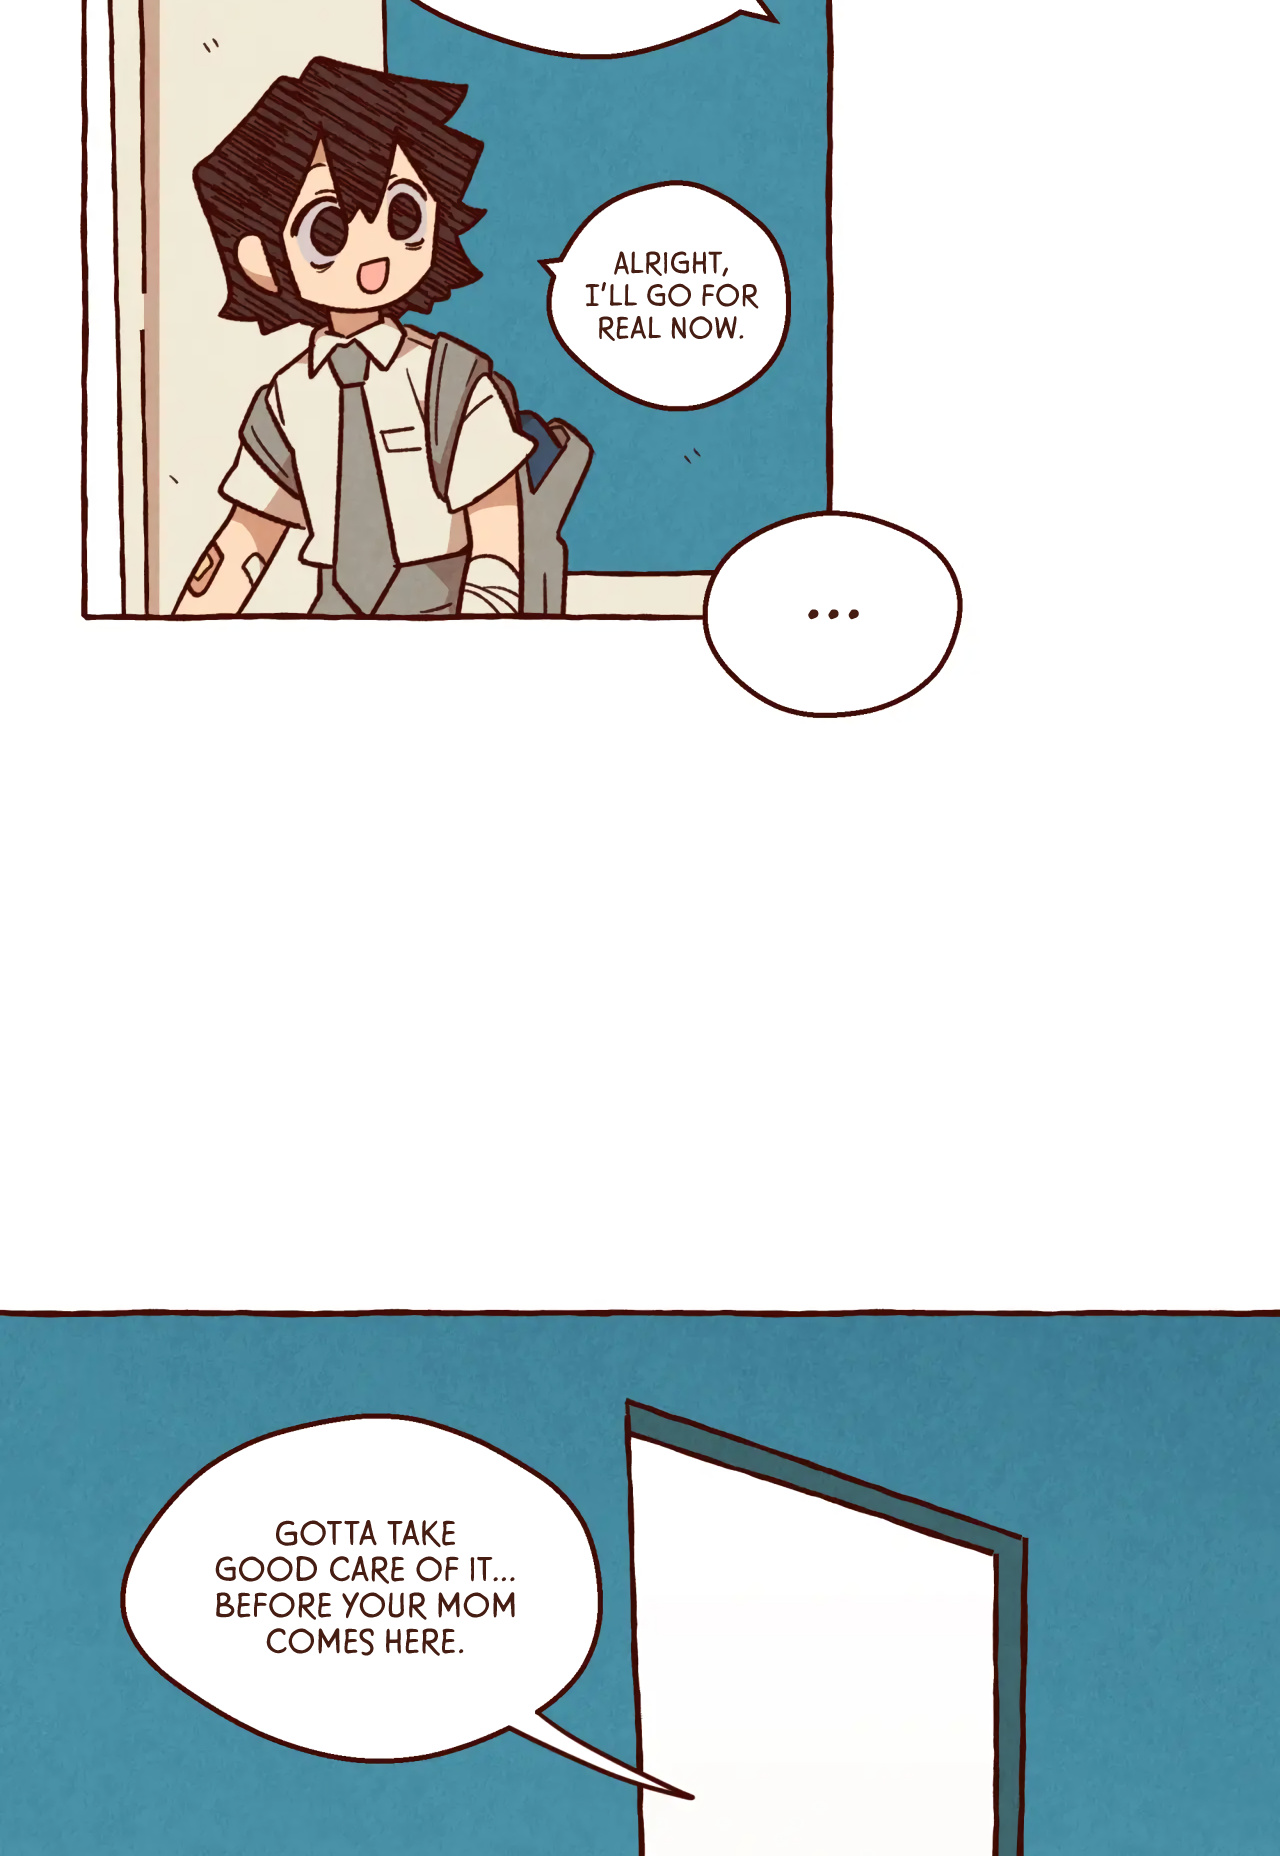 ALRIGHT,
I'LL GO FOR
REAL NOW.
...
GOTTA TAKE
GOOD CARE OF IT...
BEFORE YOUR MOM
COMES HERE.